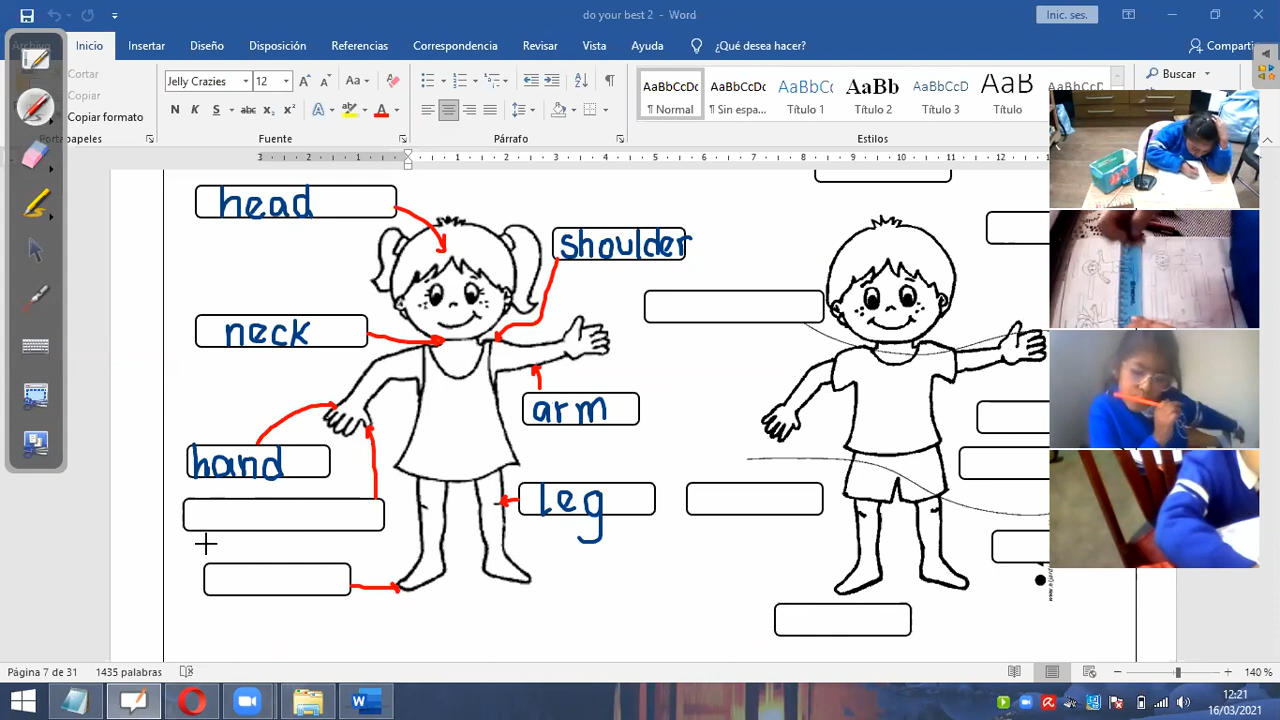 do your best 2 - Word
Inic. ses.
Archivo Inicio Insertar Diseño Disposición Referencias Correspondencia Revisar Vista Ayuda ¿Qué desea hacer? Compartir
Cortar
Copiar
Copiar formato
Portapapeles
Jelly Crazies 12
Fuente
Párrafo
AaBbCcDc AaBbCcDc AaBbCc AaBb AaBbCcD AaBbCcD AaB
¶ Normal ¶ Sin espa... Título 1 Título 2 Título 3 Título
Estilos
Buscar
head
shoulder
neck
arm
hand
leg
Página 7 de 31 1435 palabras
140 %
12:21
16/03/2021